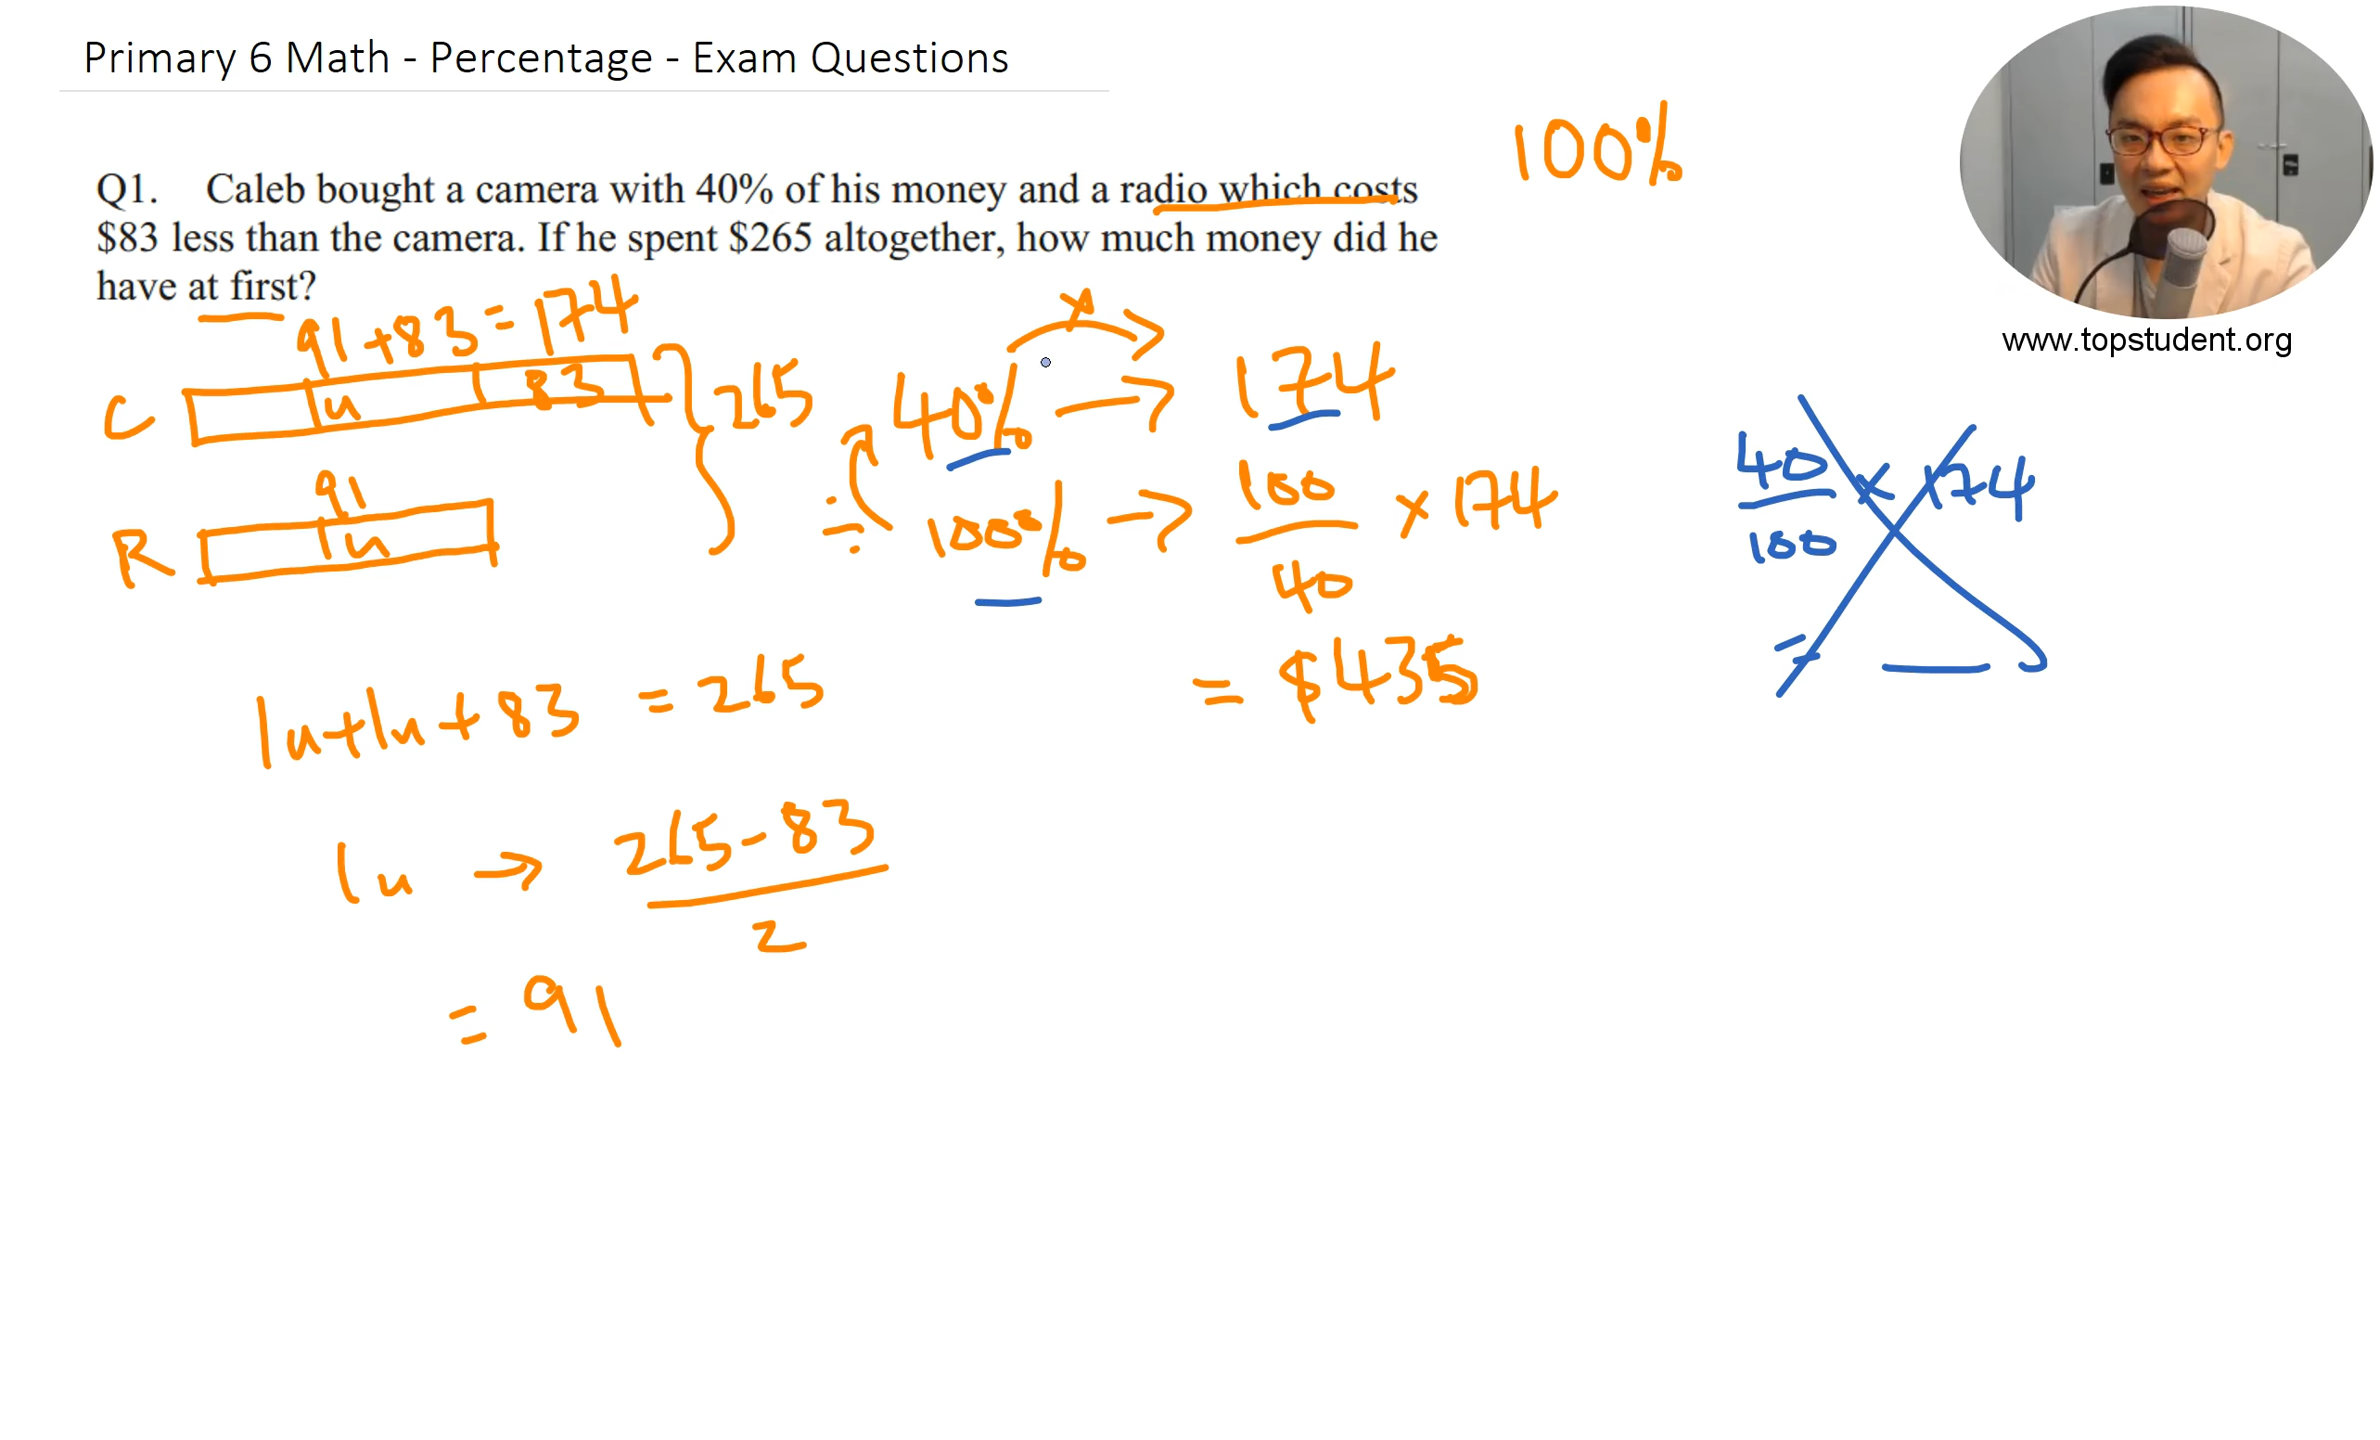 Primary 6 Math - Percentage - Exam Questions
100%
Q1. Caleb bought a camera with 40% of his money and a radio which costs
$83 less than the camera. If he spent $265 altogether, how much money did he
have at first?
www.topstudent.org
91+83=174
C 1u 83 265
91
R 1u
× 40% → 174
÷ 100% → 100/40 × 174
= $435
40/100 × 174
=
1u+1u+83 = 265
1u → 265-83
2
= 91